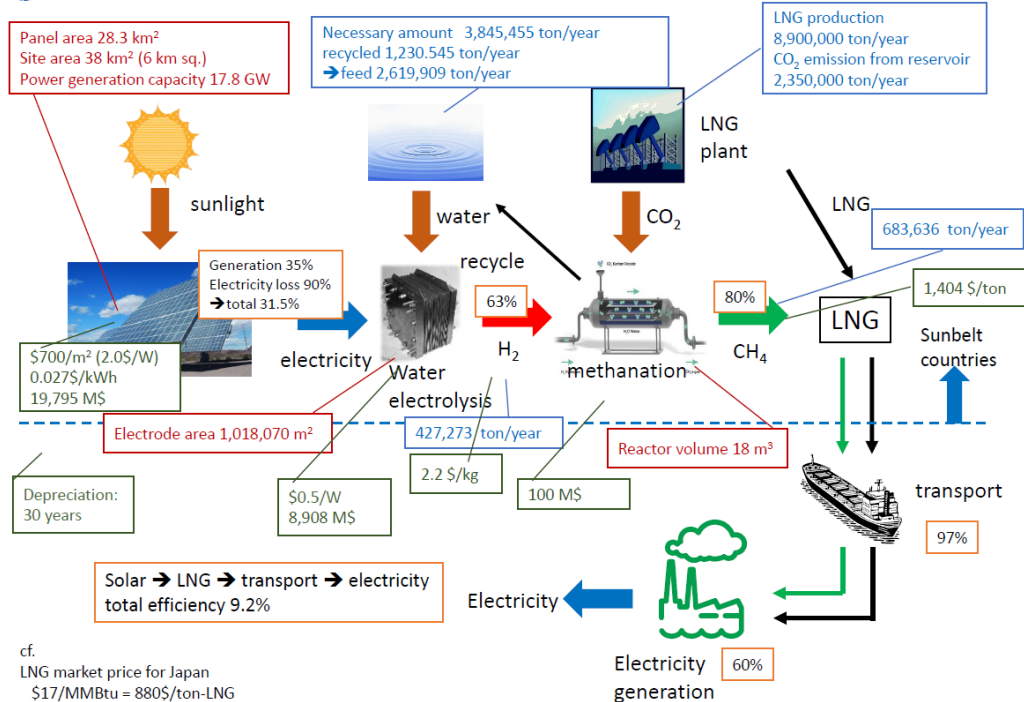 Panel area 28.3 km²
Site area 38 km² (6 km sq.)
Power generation capacity 17.8 GW
Necessary amount 3,845,455 ton/year
recycled 1,230.545 ton/year
➔feed 2,619,909 ton/year
LNG production
8,900,000 ton/year
CO₂ emission from reservoir
2,350,000 ton/year
LNG
plant
sunlight
water
CO₂
LNG
683,636 ton/year
recycle
Generation 35%
Electricity loss 90%
➔total 31.5%
63%
80%
1,404 $/ton
LNG
electricity
H₂
CH₄
Sunbelt
countries
$700/m² (2.0$/W)
0.027$/kWh
19,795 M$
Water
electrolysis
methanation
Electrode area 1,018,070 m²
427,273 ton/year
Reactor volume 18 m³
2.2 $/kg
Depreciation:
30 years
$0.5/W
8,908 M$
100 M$
transport
97%
Solar ➔ LNG ➔ transport ➔ electricity
total efficiency 9.2%
Electricity
Electricity
generation
60%
cf.
LNG market price for Japan
$17/MMBtu = 880$/ton-LNG